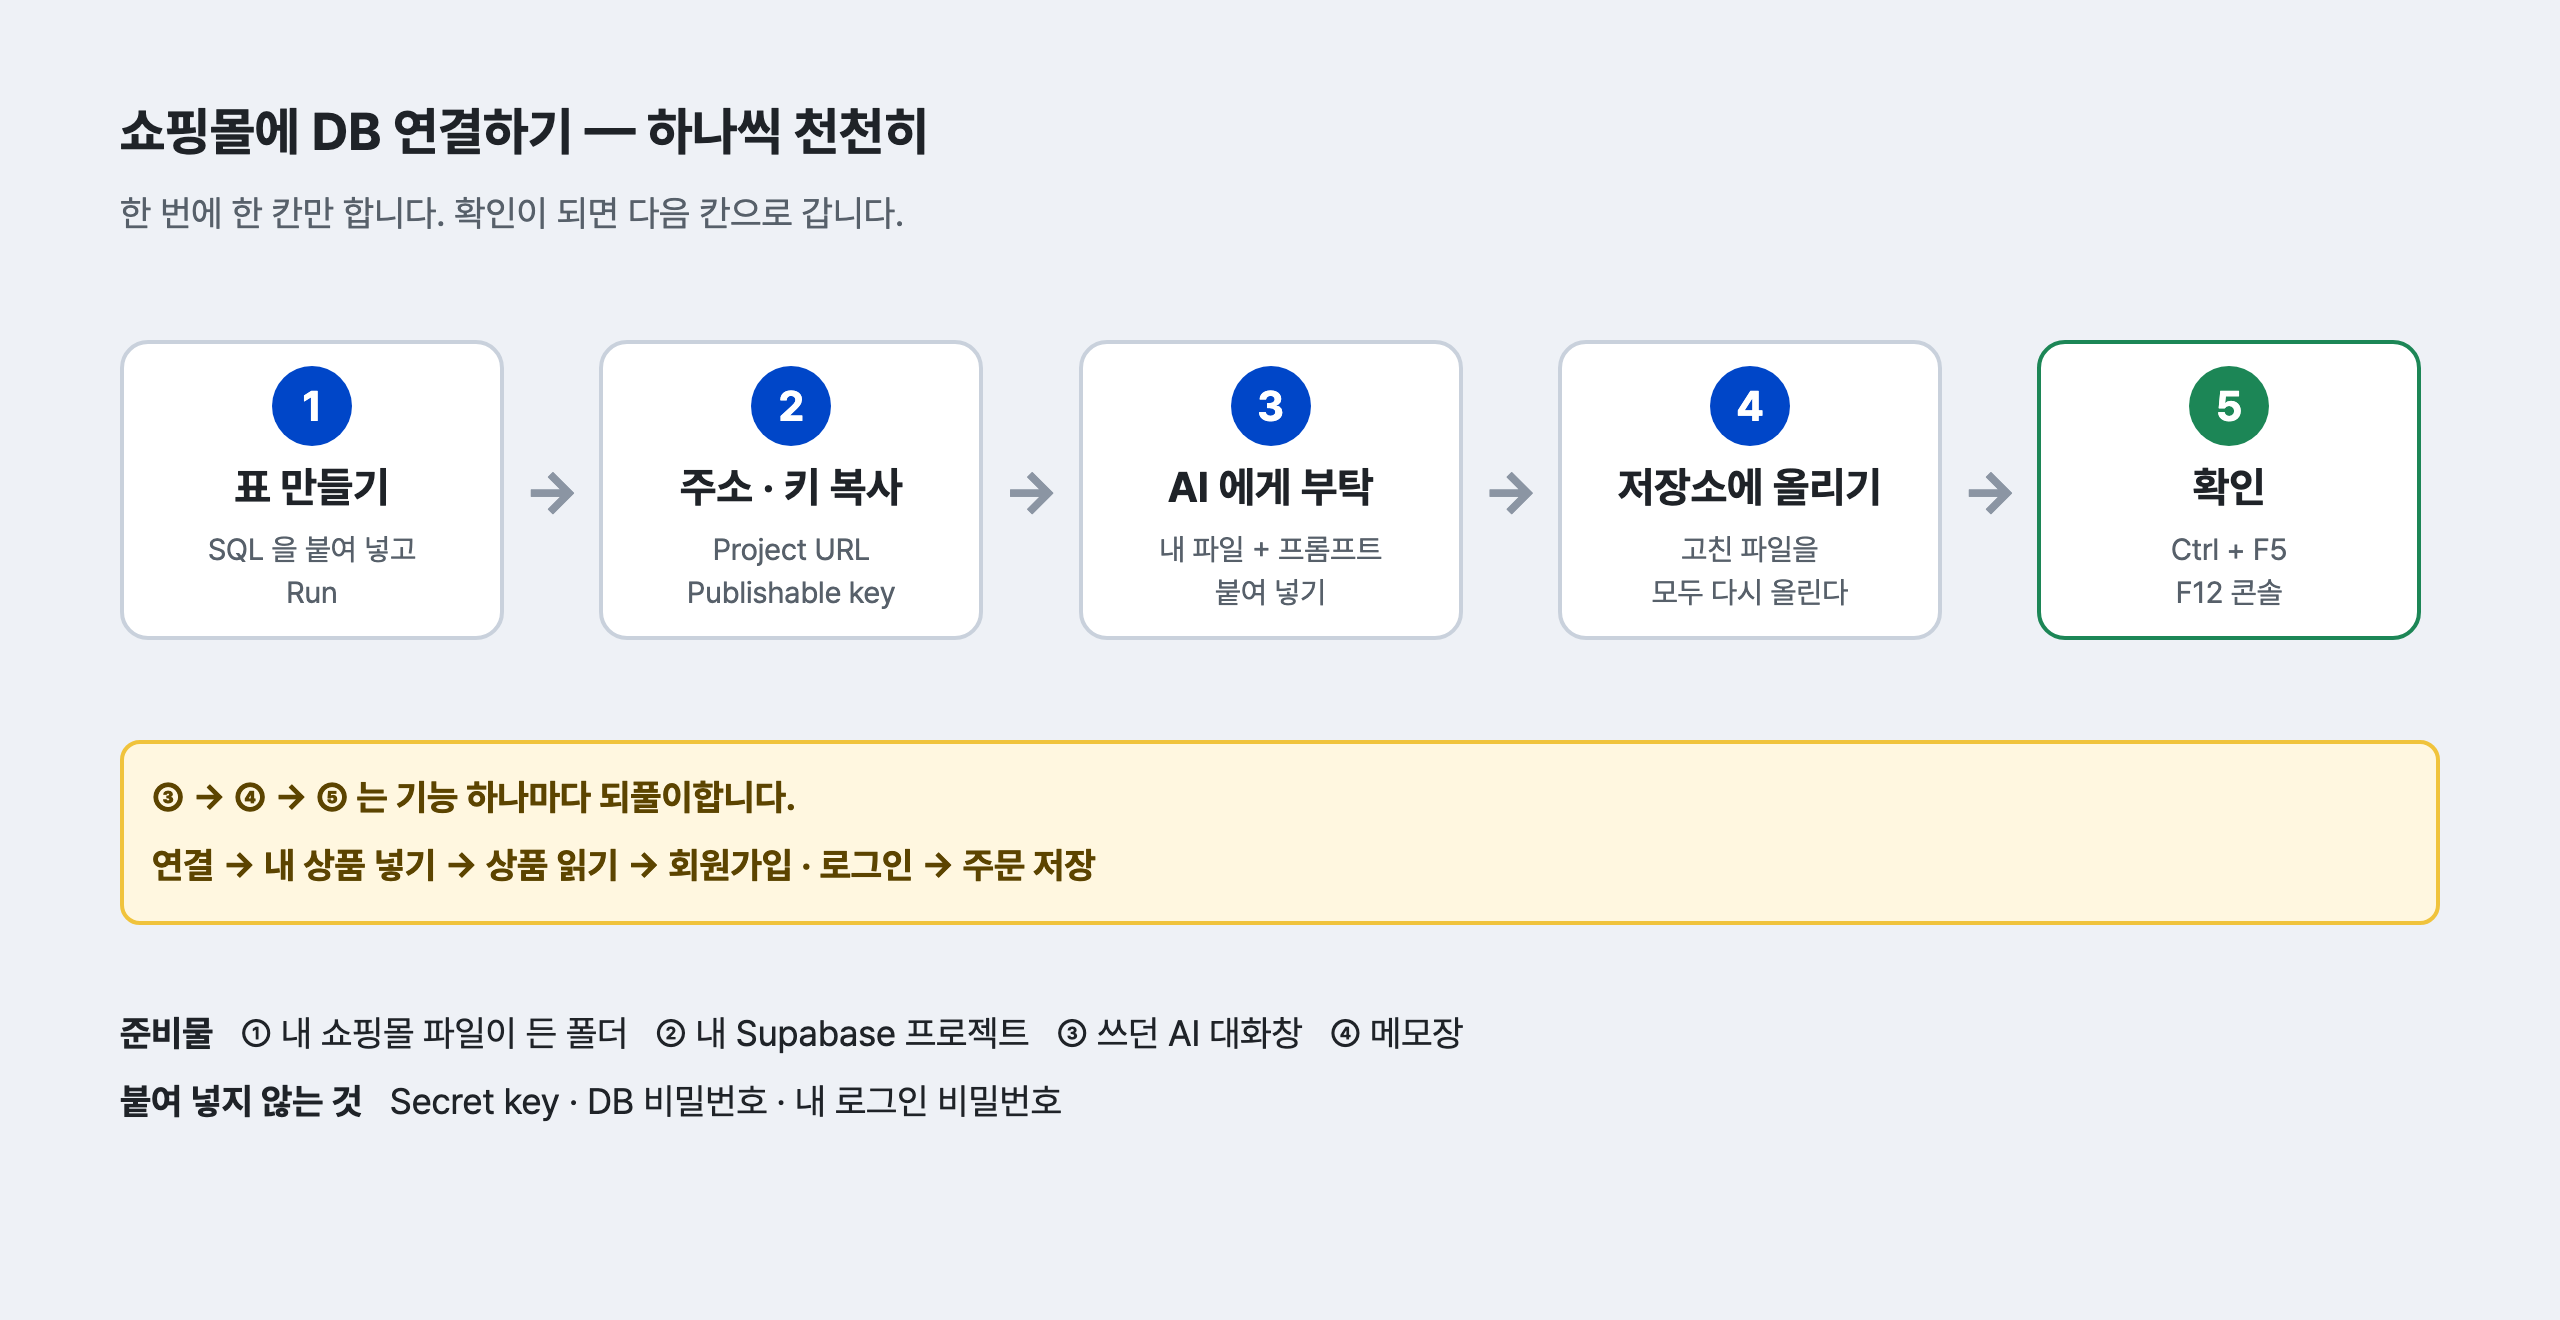 쇼핑몰에 DB 연결하기 — 하나씩 천천히
한 번에 한 칸만 합니다. 확인이 되면 다음 칸으로 갑니다.
1
표 만들기
SQL 을 붙여 넣고
Run
→
2
주소 · 키 복사
Project URL
Publishable key
→
3
AI 에게 부탁
내 파일 + 프롬프트
붙여 넣기
→
4
저장소에 올리기
고친 파일을
모두 다시 올린다
→
5
확인
Ctrl + F5
F12 콘솔
③ → ④ → ⑤ 는 기능 하나마다 되풀이합니다.
연결 → 내 상품 넣기 → 상품 읽기 → 회원가입 · 로그인 → 주문 저장
준비물 ① 내 쇼핑몰 파일이 든 폴더 ② 내 Supabase 프로젝트 ③ 쓰던 AI 대화창 ④ 메모장
붙여 넣지 않는 것 Secret key · DB 비밀번호 · 내 로그인 비밀번호